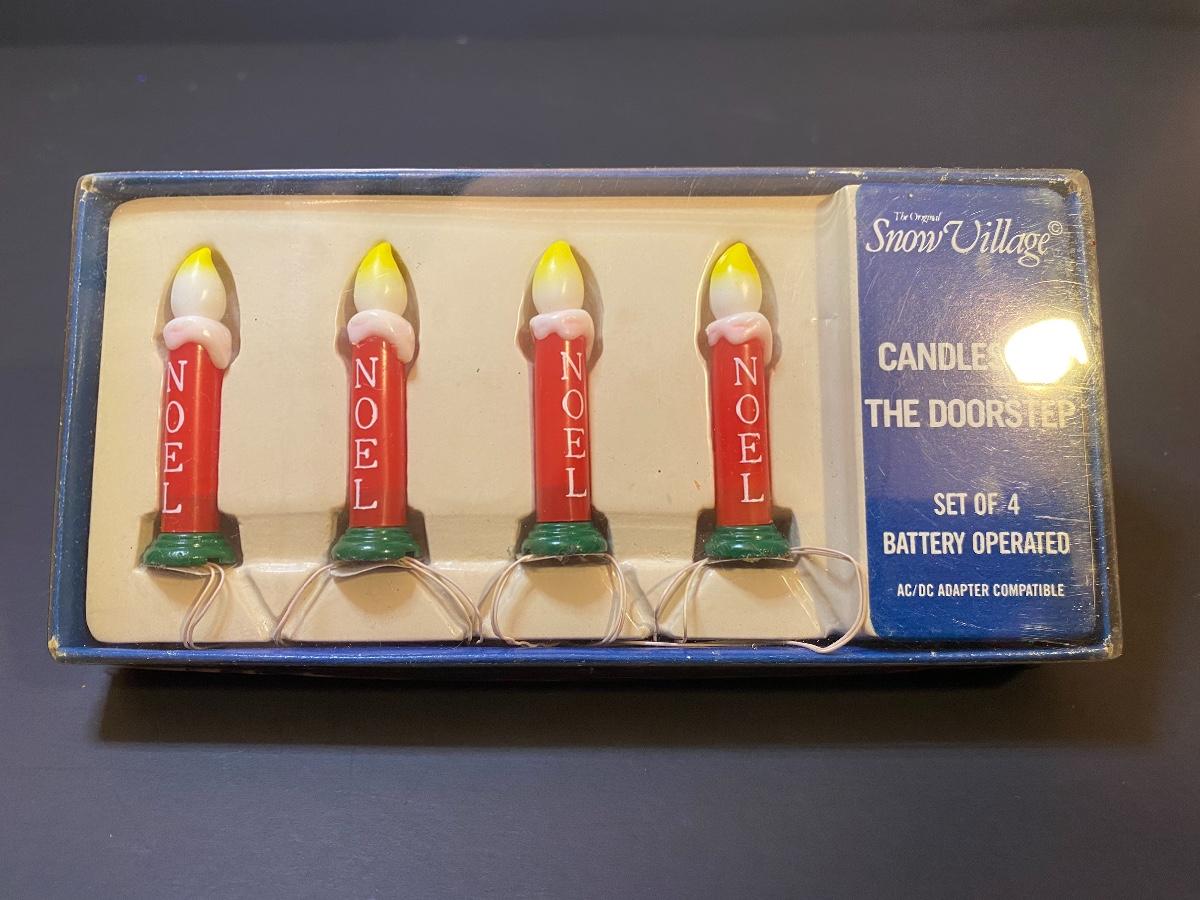 NOEL
NOEL
NOEL
NOEL
The Original
Snow Village©
CANDLES
THE DOORSTEP
SET OF 4
BATTERY OPERATED
AC/DC ADAPTER COMPATIBLE